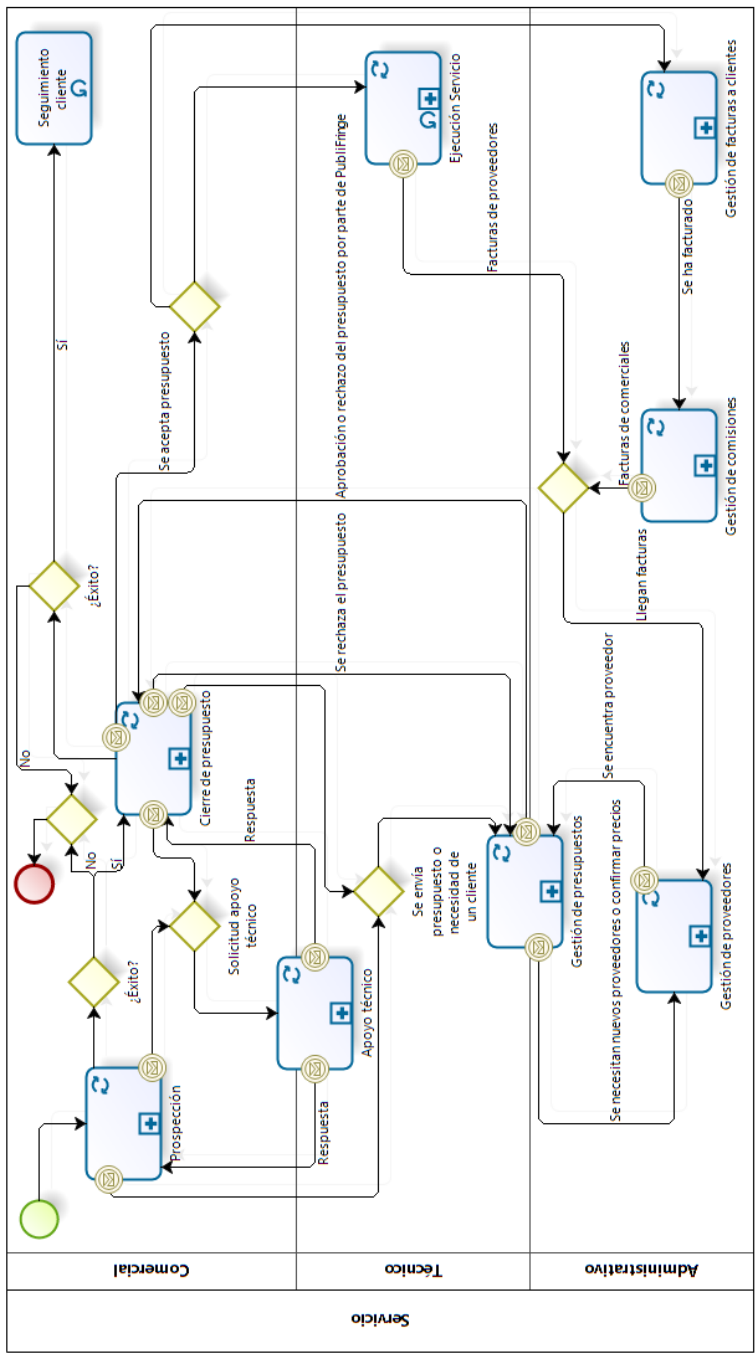 Servicio
Comercial
Técnico
Administrativo
Prospección
¿Éxito?
No
Sí
No
¿Éxito?
Sí
Seguimiento
cliente
Cierre de presupuesto
Solicitud apoyo
técnico
Respuesta
Se acepta presupuesto
Apoyo técnico
Respuesta
Se envía
presupuesto o
necesidad de
un cliente
Se rechaza el presupuesto
Aprobación o rechazo del presupuesto por parte de PubliFringe
Ejecución Servicio
Facturas de proveedores
Gestión de presupuestos
Se necesitan nuevos proveedores o confirmar precios
Se encuentra proveedor
Gestión de proveedores
Llegan facturas
Facturas de comerciales
Gestión de comisiones
Se ha facturado
Gestión de facturas a clientes